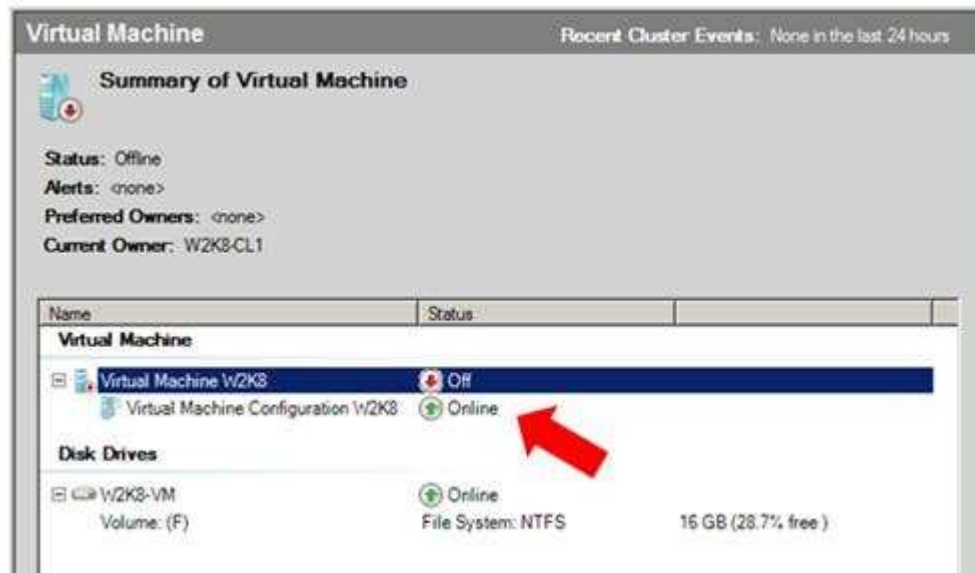 Virtual Machine Recent Cluster Events: None in the last 24 hours
Summary of Virtual Machine
Status: Offline
Alerts: <none>
Preferred Owners: <none>
Current Owner: W2K8-CL1
Name Status
Virtual Machine
Virtual Machine W2K8 Off
Virtual Machine Configuration W2K8 Online
Disk Drives
W2K8-VM Online
Volume: (F) File System: NTFS 16 GB (28.7% free )